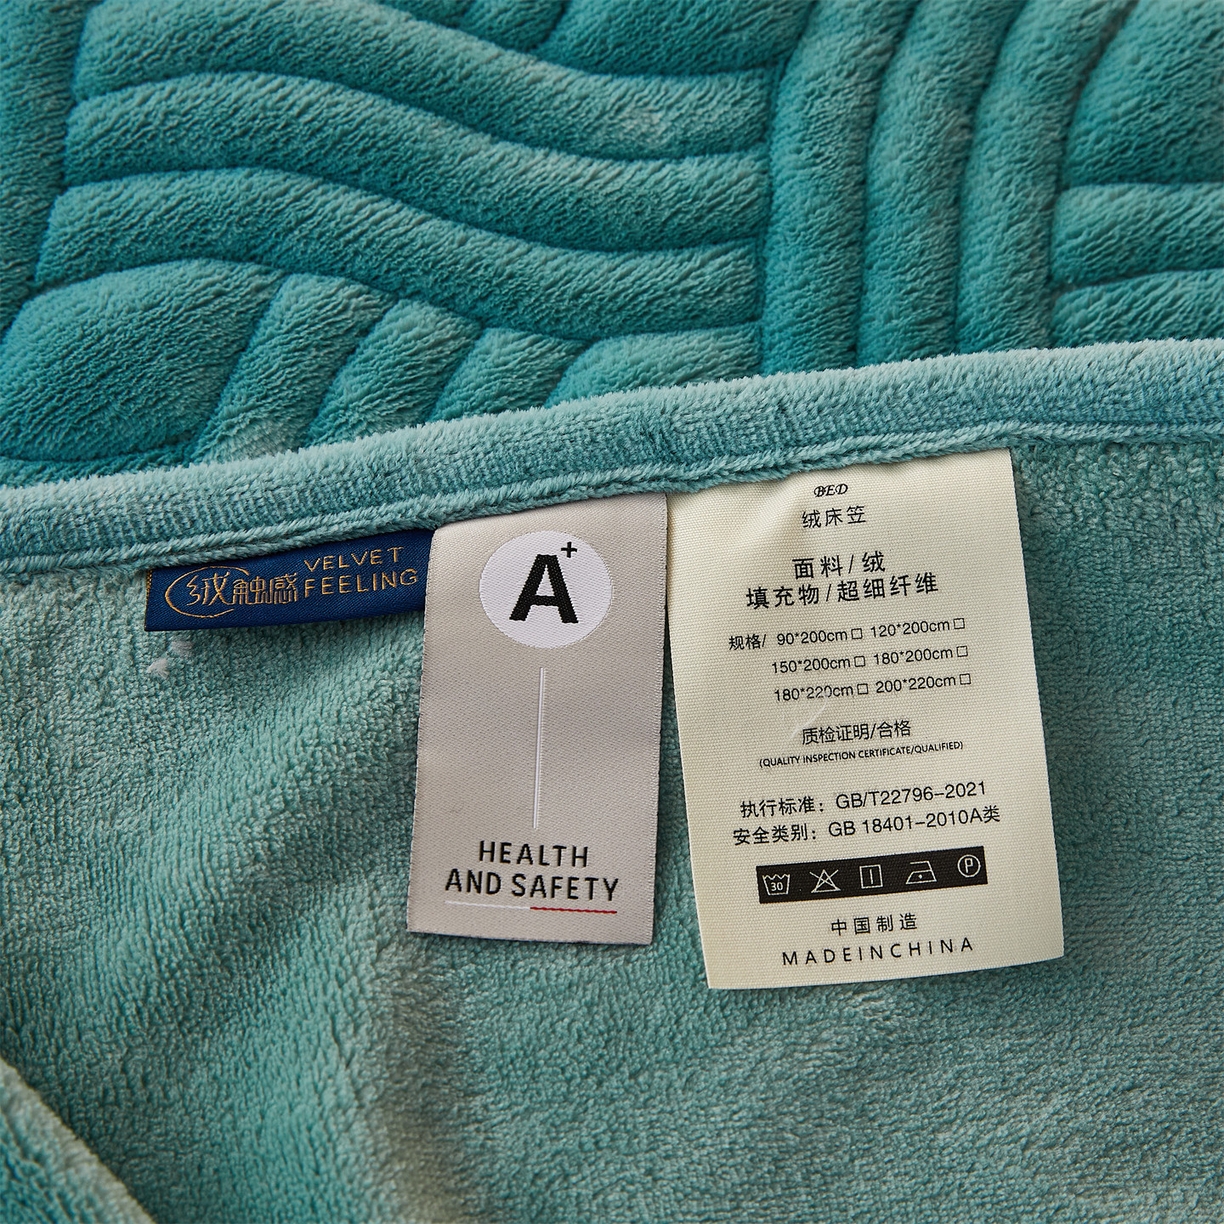 绒触感
VELVET
FEELING
A+
HEALTH
AND SAFETY
BED
绒床笠
面料/绒
填充物/超细纤维
规格/ 90*200cm□ 120*200cm□
150*200cm□ 180*200cm□
180*220cm□ 200*220cm□
质检证明/合格
(QUALITY INSPECTION CERTIFICATE/QUALIFIED)
执行标准：GB/T22796-2021
安全类别：GB 18401-2010A类
30 P
中国制造
MADEINCHINA